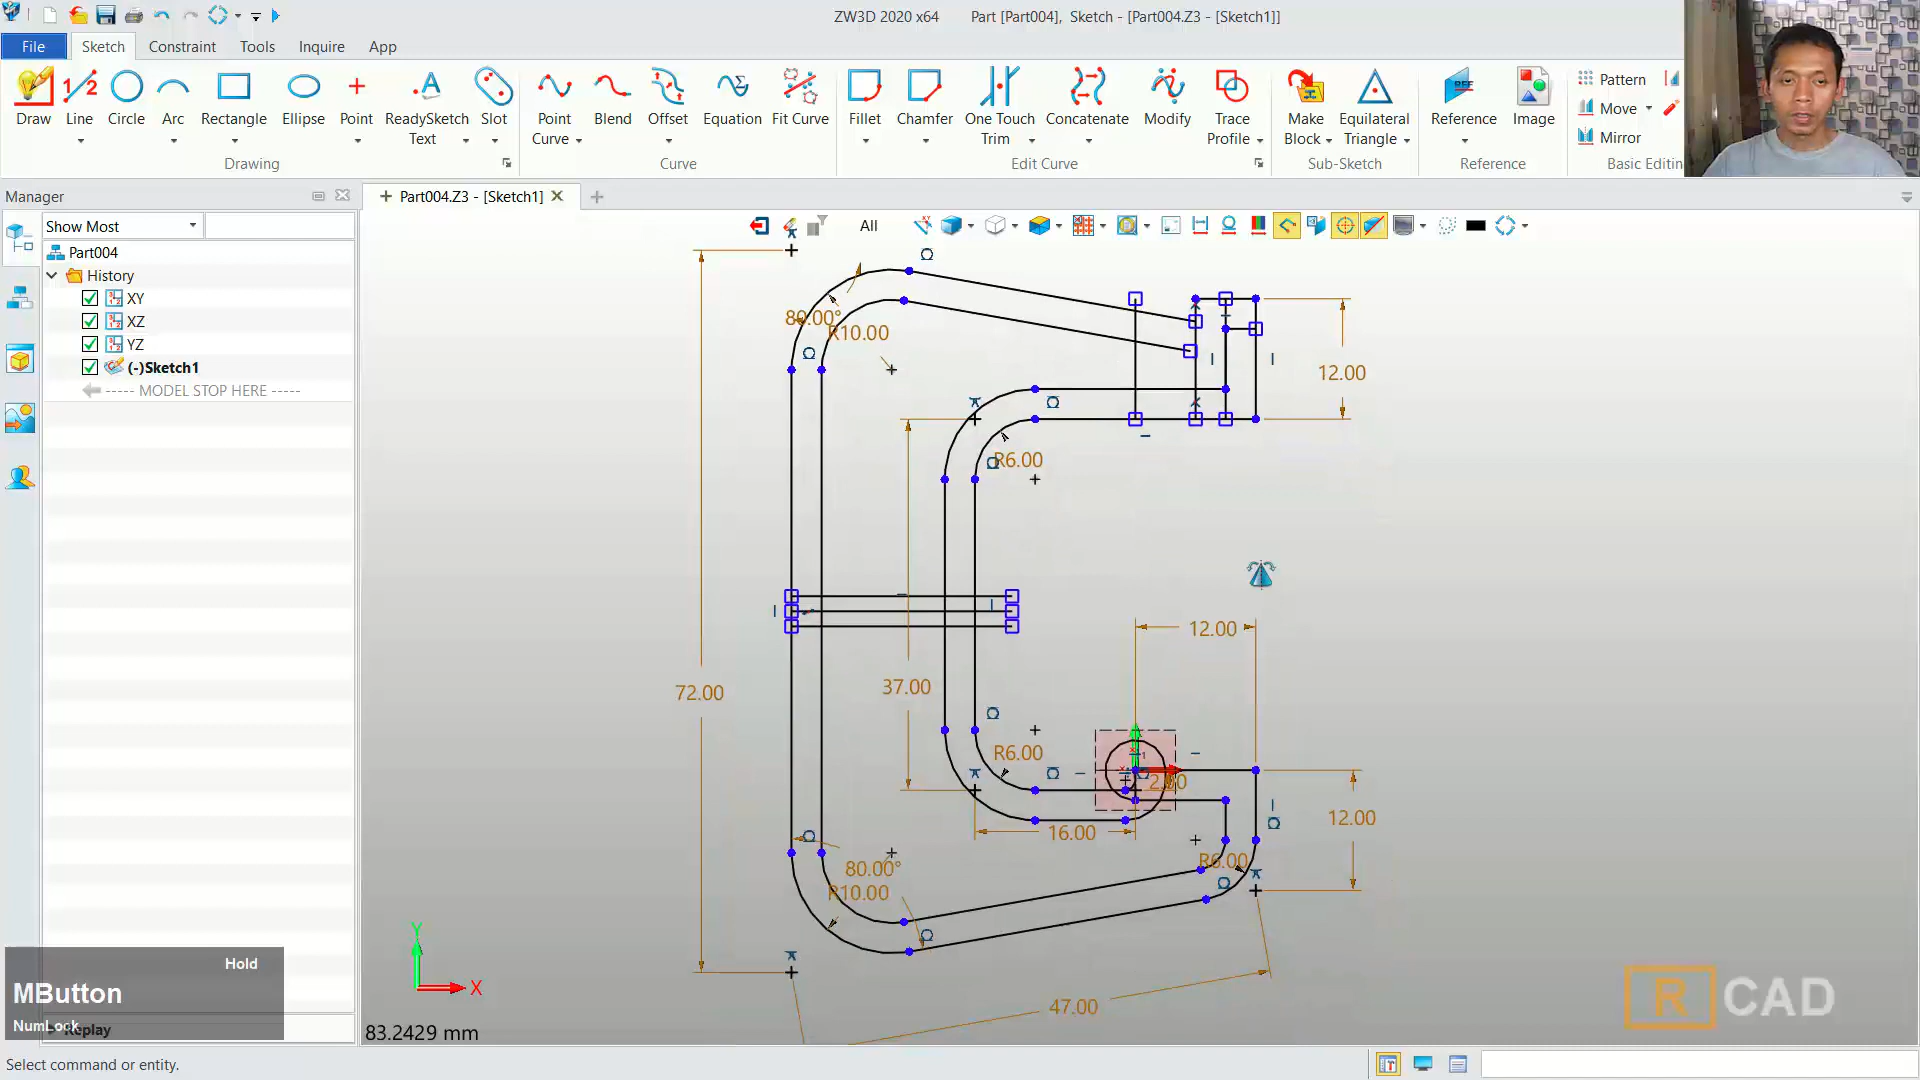 ZW3D 2020 x64 Part [Part004], Sketch - [Part004.Z3 - [Sketch1]]
File Sketch Constraint Tools Inquire App
Draw Line Circle Arc Rectangle Ellipse Point ReadySketch Text Slot
Point Curve Blend Offset Equation Fit Curve
Fillet Chamfer One Touch Trim Concatenate Modify Trace Profile
Make Block Equilateral Triangle
Reference Image
Pattern
Move
Mirror
Drawing Curve Edit Curve Sub-Sketch Reference Basic Editin
Manager
Part004.Z3 - [Sketch1]
Show Most
All
Part004
History
XY
XZ
YZ
(-)Sketch1
----- MODEL STOP HERE -----
80.00°
R10.00
12.00
R6.00
12.00
72.00
37.00
R6.00
16.00
12.00
80.00°
R10.00
R6.00
47.00
Y
X
Hold
MButton
NumLock
Replay
83.2429 mm
R CAD
Select command or entity.